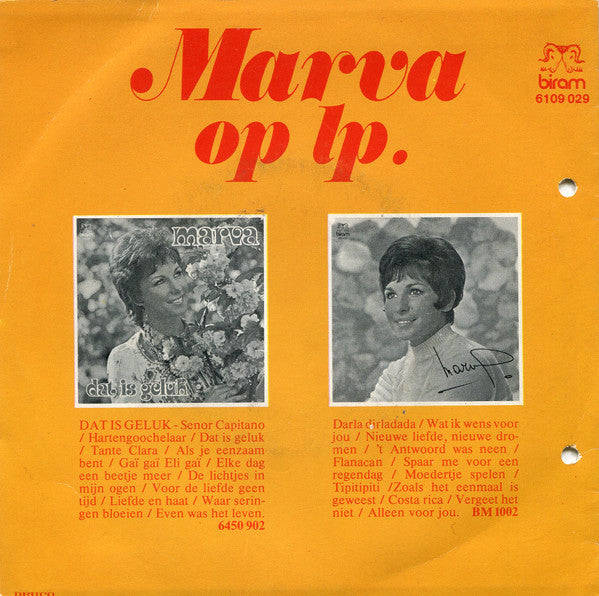 Marva
op lp.
biram
6109 029
marva
dat is geluk
biram
marva
DAT IS GELUK - Senor Capitano
/ Hartengoochelaar / Dat is geluk
/ Tante Clara / Als je eenzaam
bent / Gaï gaï Eli gaï / Elke dag
een beetje meer / De lichtjes in
mijn ogen / Voor de liefde geen
tijd / Liefde en haat / Waar serin-
gen bloeien / Even was het leven.
6450 902
Darla dirladada / Wat ik wens voor
jou / Nieuwe liefde, nieuwe dro-
men / 't Antwoord was neen /
Flanacan / Spaar me voor een
regendag / Moedertje spelen /
Tipitipiti /Zoals het eenmaal is
geweest / Costa rica / Vergeet het
niet / Alleen voor jou. BM 1002